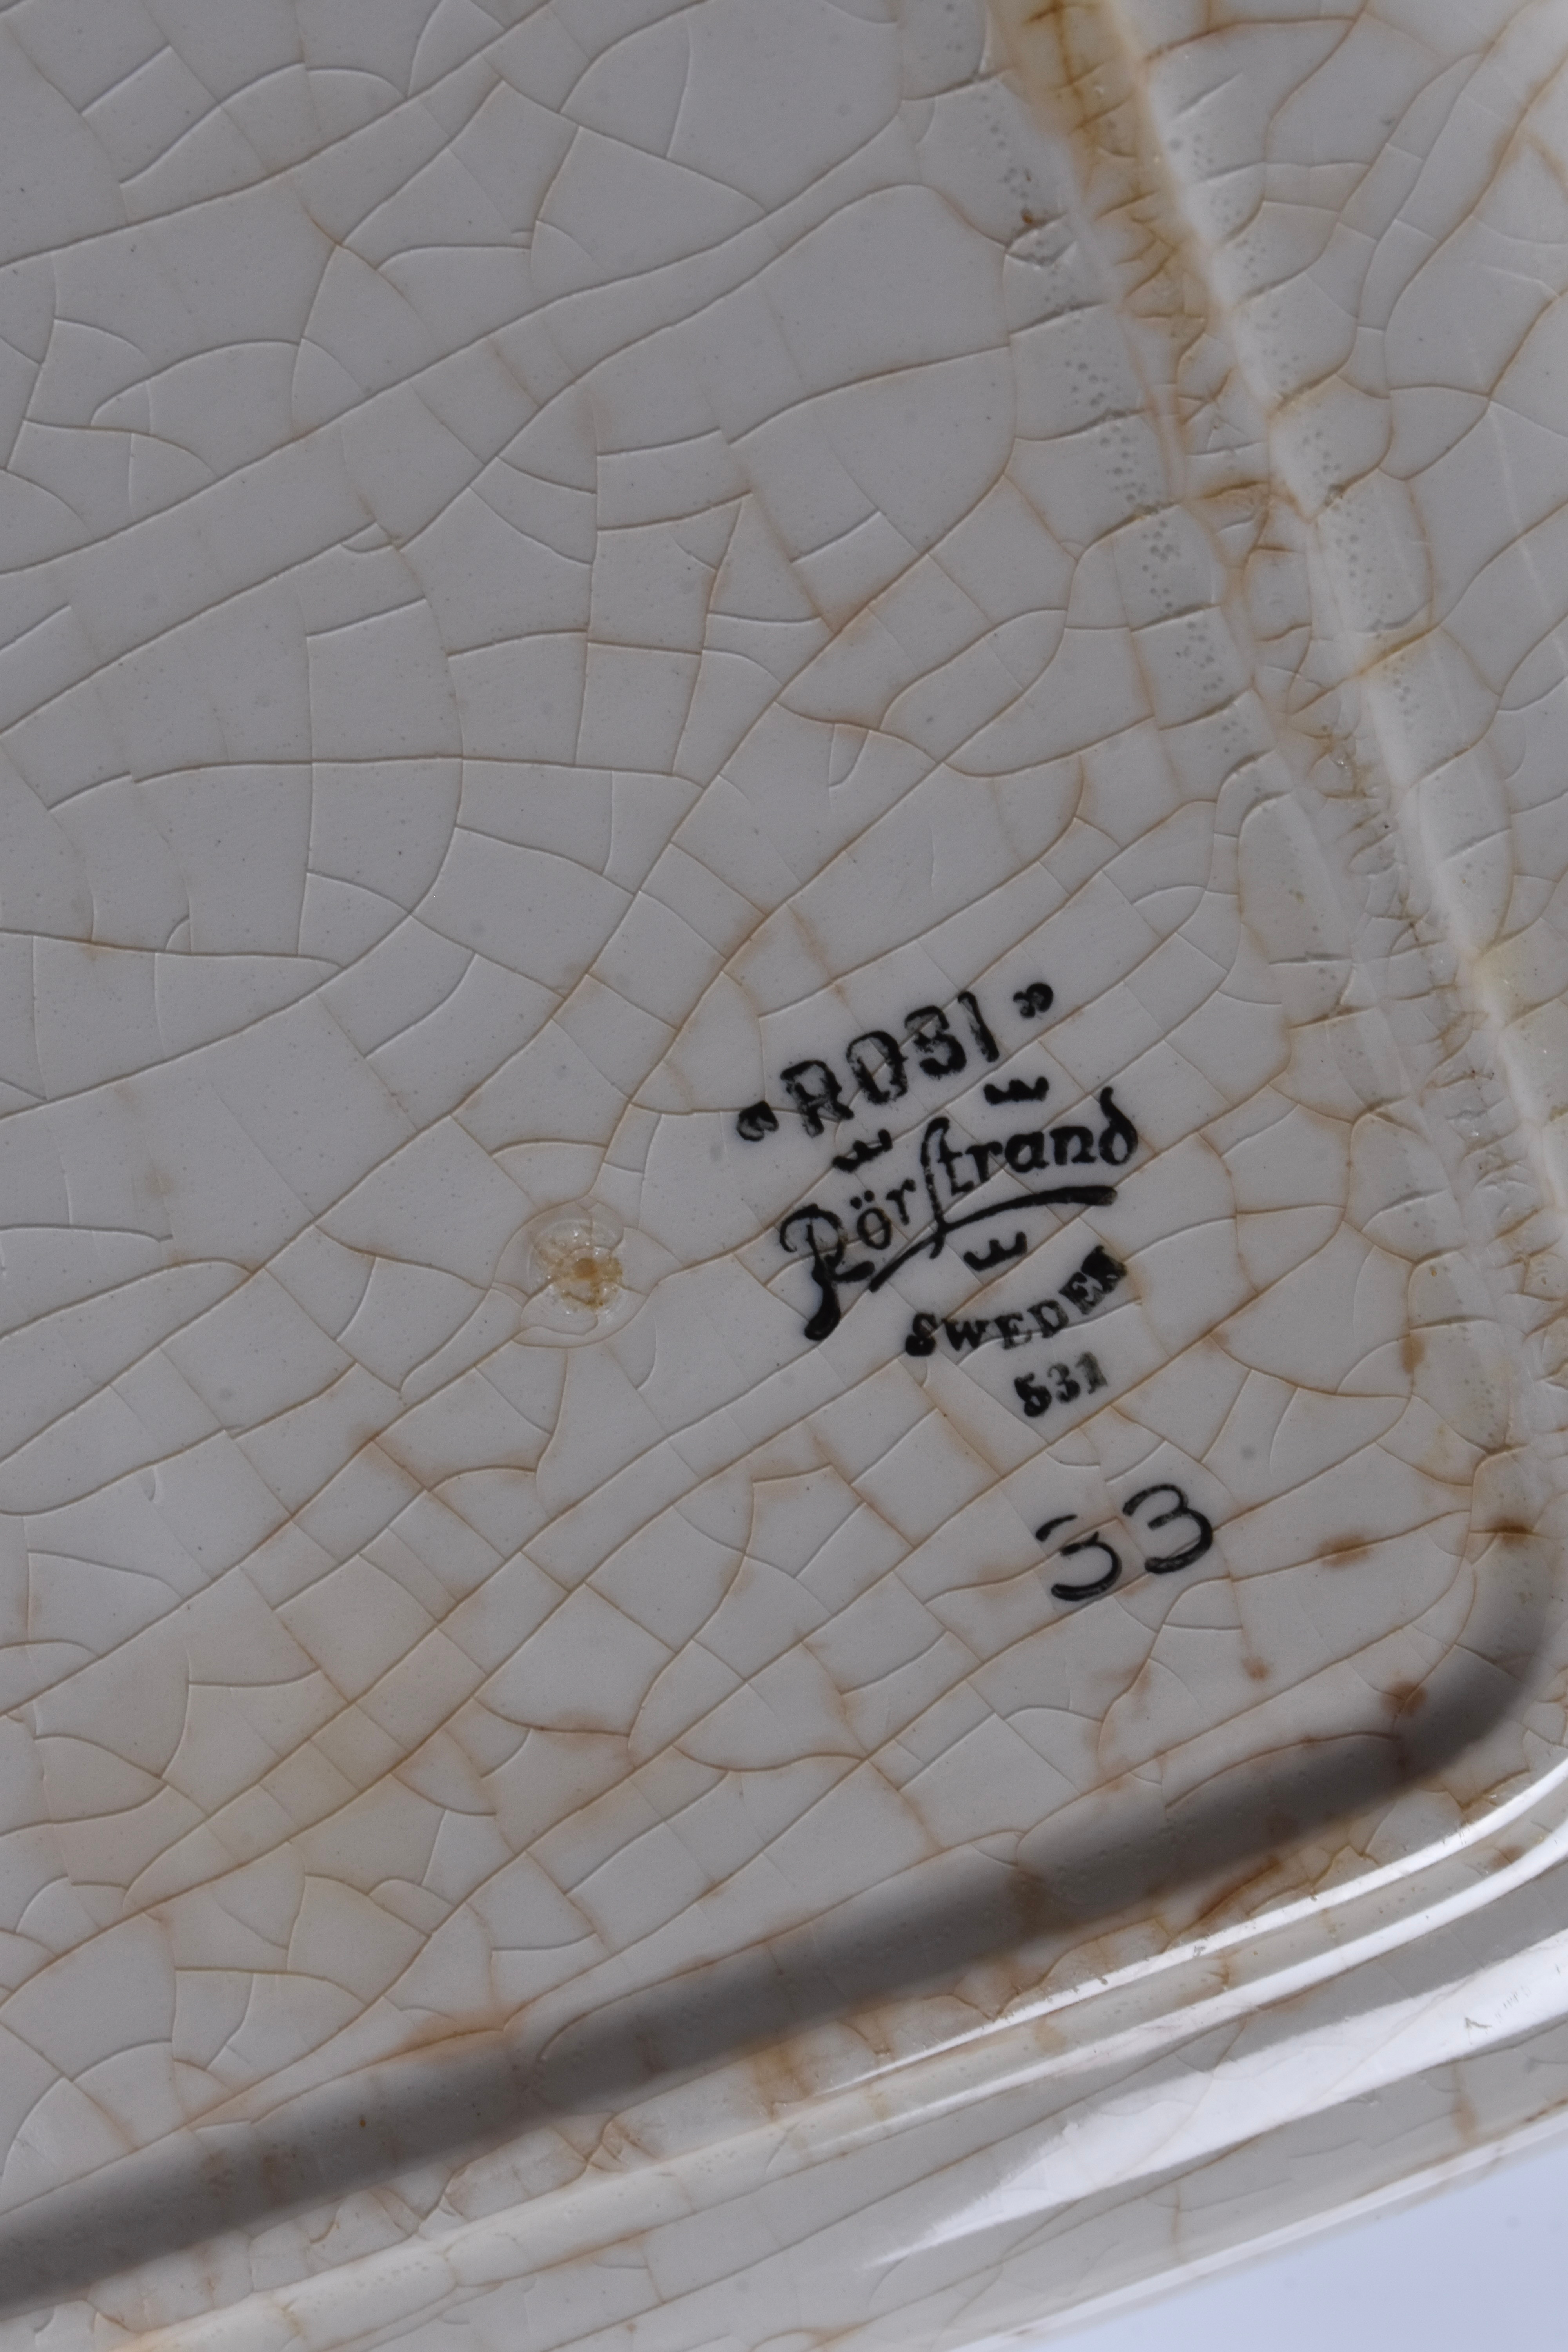 "ROSI"
Rörstrand
SWEDEN
531
33